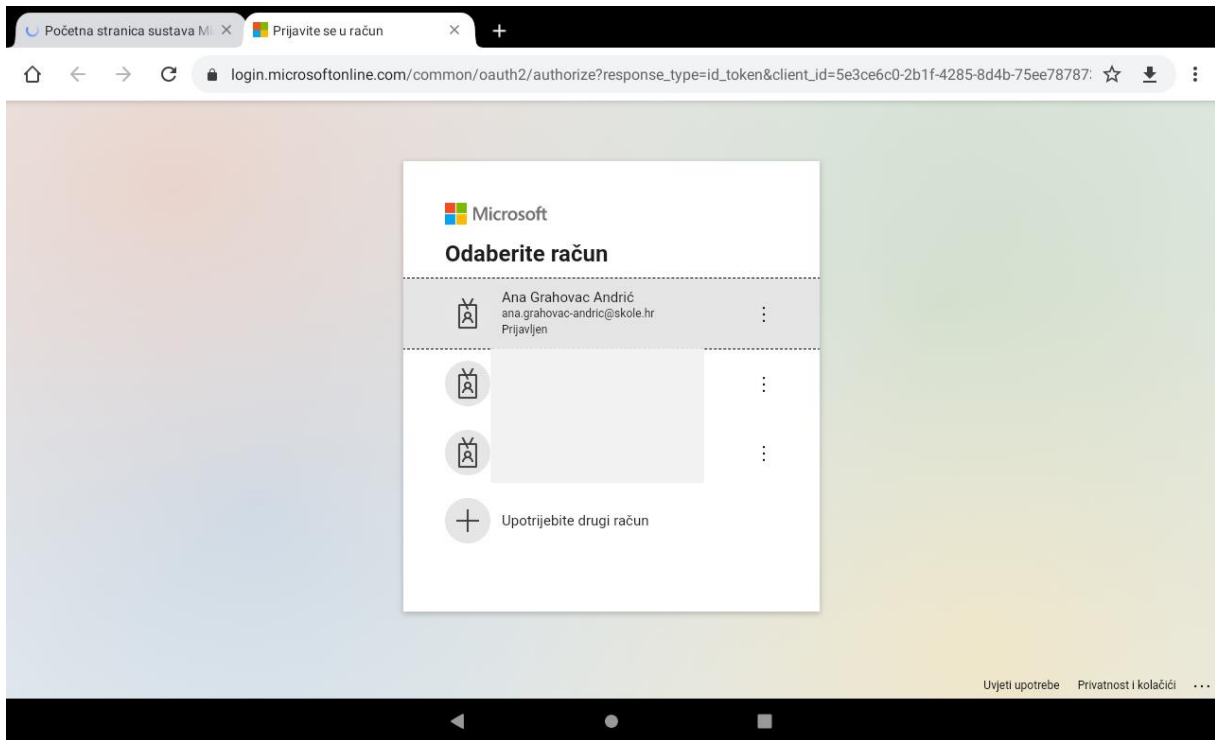 Početna stranica sustava Mi
Prijavite se u račun
login.microsoftonline.com/common/oauth2/authorize?response_type=id_token&client_id=5e3ce6c0-2b1f-4285-8d4b-75ee78787
Microsoft
Odaberite račun
Ana Grahovac Andrić
ana.grahovac-andric@skole.hr
Prijavljen
Upotrijebite drugi račun
Uvjeti upotrebe Privatnost i kolačići